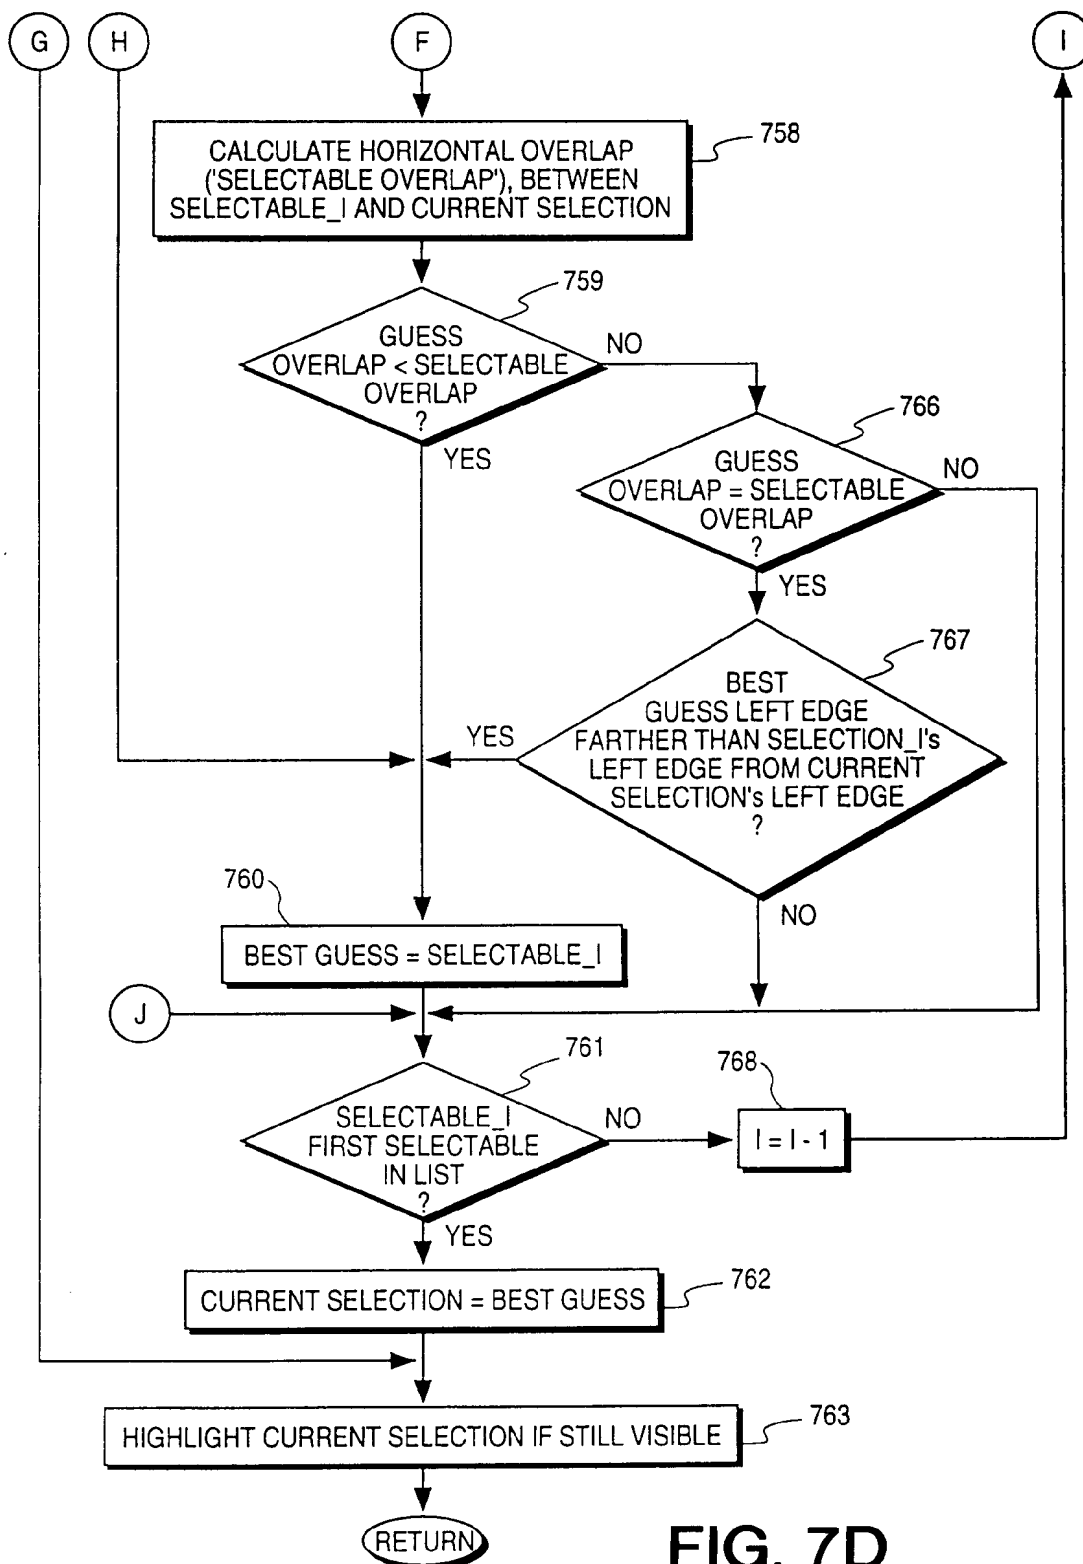 G
H
F
I
758
CALCULATE HORIZONTAL OVERLAP
('SELECTABLE OVERLAP'), BETWEEN
SELECTABLE_I AND CURRENT SELECTION
759
GUESS
OVERLAP < SELECTABLE
OVERLAP
?
NO
YES
766
GUESS
OVERLAP = SELECTABLE
OVERLAP
?
NO
YES
767
BEST
GUESS LEFT EDGE
FARTHER THAN SELECTION_I's
LEFT EDGE FROM CURRENT
SELECTION's LEFT EDGE
?
YES
NO
760
BEST GUESS = SELECTABLE_I
J
761
SELECTABLE_I
FIRST SELECTABLE
IN LIST
?
NO
YES
768
I = I - 1
762
CURRENT SELECTION = BEST GUESS
763
HIGHLIGHT CURRENT SELECTION IF STILL VISIBLE
RETURN
FIG. 7D